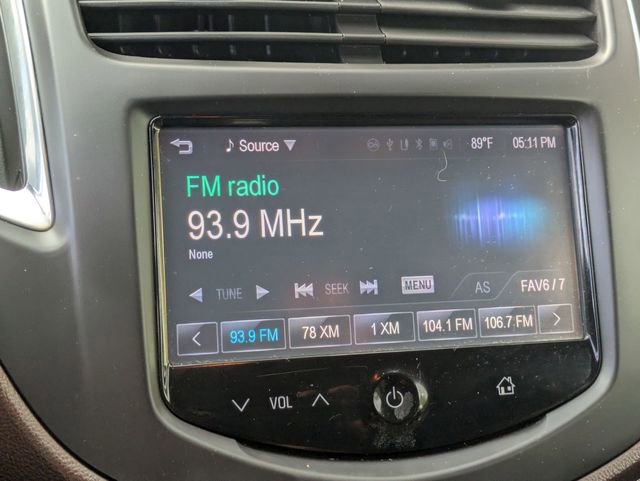 ♪ Source ▼ 89°F 05:11 PM
FM radio
93.9 MHz
None
TUNE SEEK MENU AS FAV6 / 7
93.9 FM 78 XM 1 XM 104.1 FM 106.7 FM
VOL